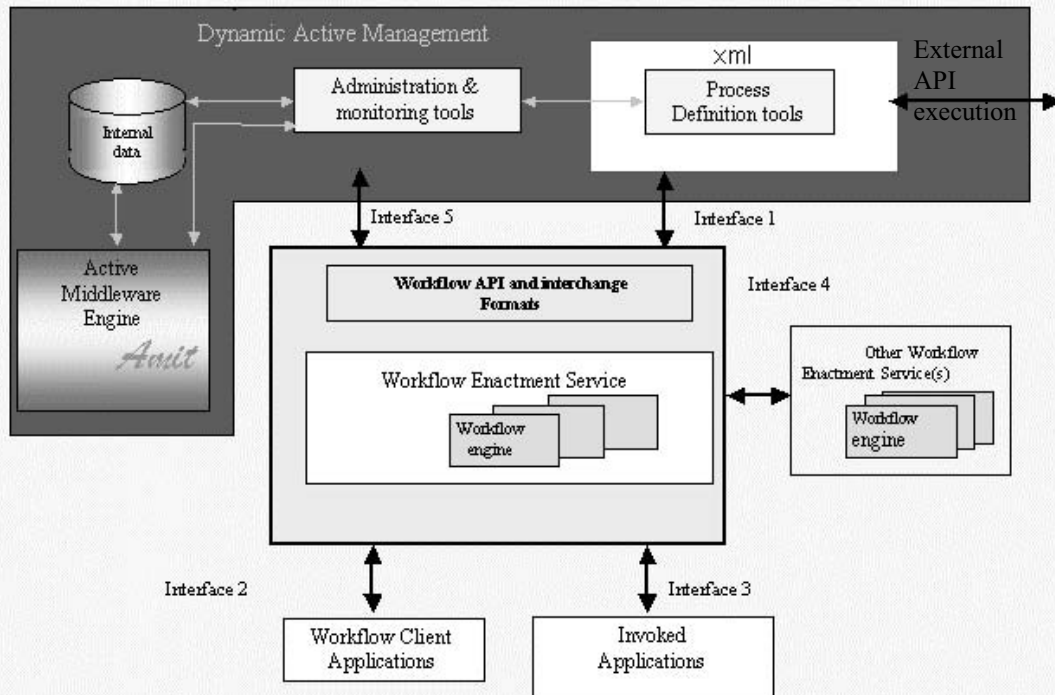 Dynamic Active Management
xml
External
API
execution
Administration &
monitoring tools
Process
Definition tools
Internal
data
Interface 5
Interface 1
Active
Middleware
Engine
Amit
Workflow API and interchange
Formats
Interface 4
Workflow Enactment Service
Workflow
engine
Other Workflow
Enactment Service(s)
Workflow
engine
Interface 2
Interface 3
Workflow Client
Applications
Invoked
Applications